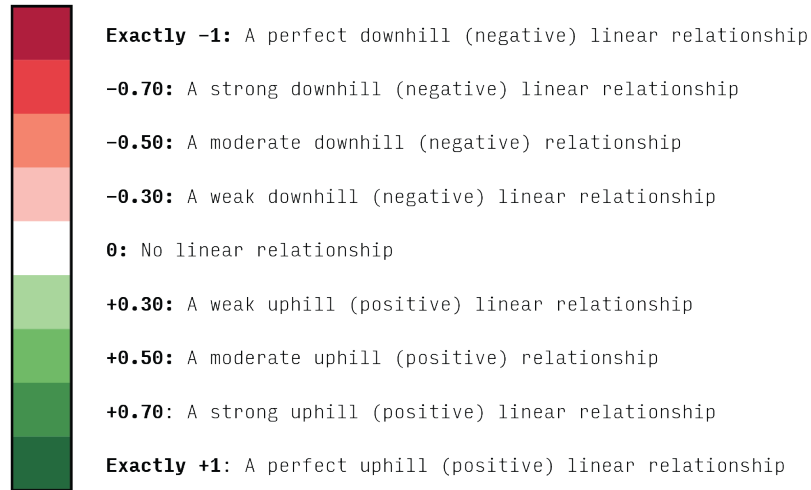 Exactly –1: A perfect downhill (negative) linear relationship
–0.70: A strong downhill (negative) linear relationship
–0.50: A moderate downhill (negative) relationship
–0.30: A weak downhill (negative) linear relationship
0: No linear relationship
+0.30: A weak uphill (positive) linear relationship
+0.50: A moderate uphill (positive) relationship
+0.70: A strong uphill (positive) linear relationship
Exactly +1: A perfect uphill (positive) linear relationship